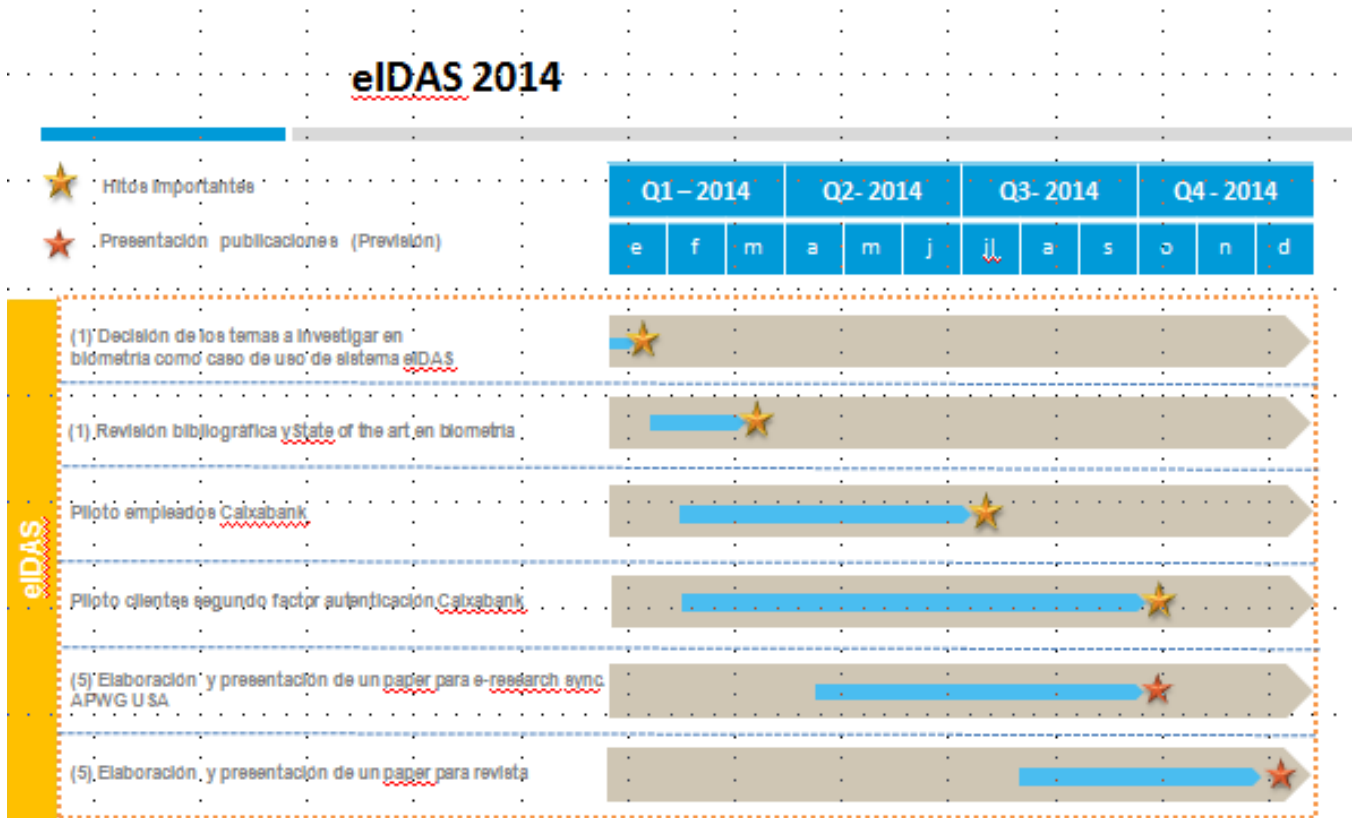 eIDAS 2014
Hitos importantes
Presentación publicaciones (Previsión)
Q1 – 2014 Q2- 2014 Q3- 2014 Q4 - 2014
e f m a m j jl a s o n d
eIDAS
(1) Decisión de los temas a investigar en
biometria como caso de uso de sistema eIDAS
(1) Revisión bibliográfica y State of the art en biometria
Piloto empleados Caixabank
Piloto clientes segundo factor autenticación Caixabank
(5) Elaboración y presentación de un paper para e-research sync.
APWG USA
(5) Elaboración y presentación de un paper para revista